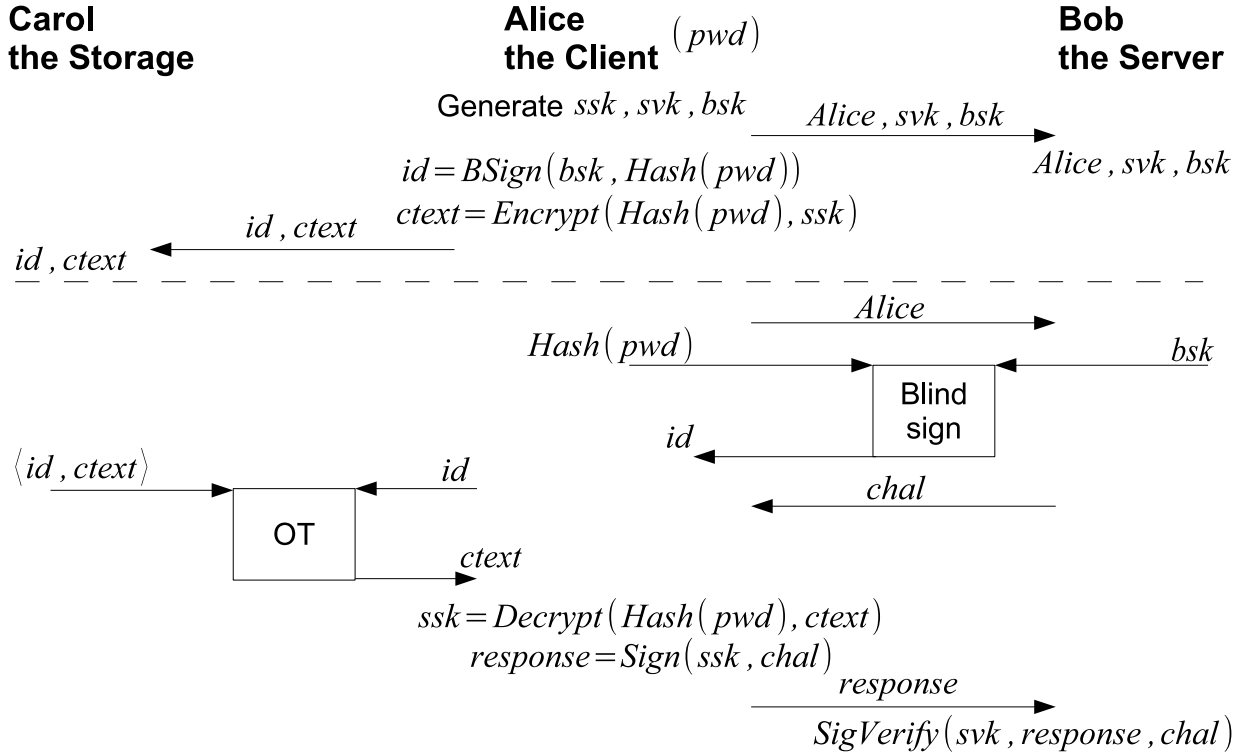 Carol
the Storage
Alice
the Client (pwd)
Bob
the Server
Generate ssk, svk, bsk
Alice, svk, bsk
Alice, svk, bsk
id=BSign(bsk, Hash(pwd))
ctext=Encrypt(Hash(pwd), ssk)
id, ctext
id, ctext
Alice
Hash(pwd)
bsk
Blind
sign
id
⟨id, ctext⟩
id
chal
OT
ctext
ssk=Decrypt(Hash(pwd), ctext)
response=Sign(ssk, chal)
response
SigVerify(svk, response, chal)